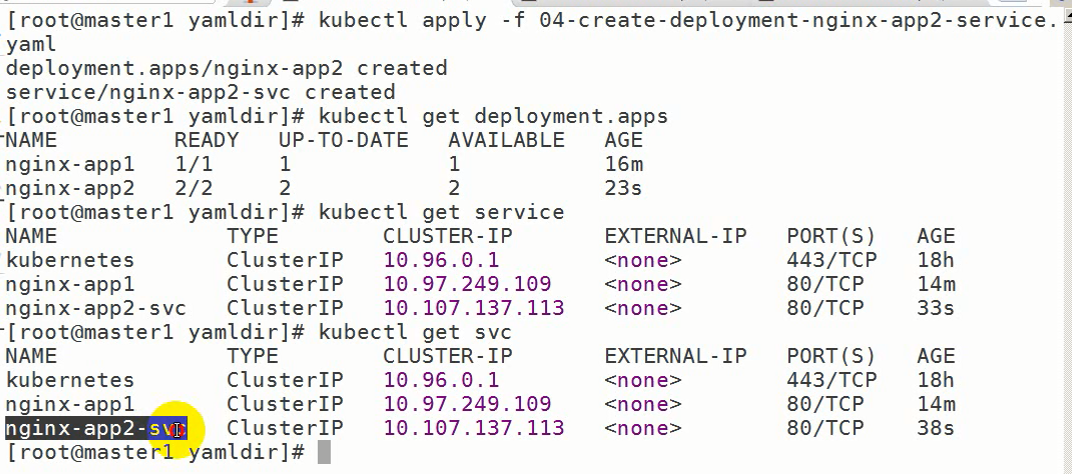 [root@master1 yamldir]# kubectl apply -f 04-create-deployment-nginx-app2-service.
yaml
deployment.apps/nginx-app2 created
service/nginx-app2-svc created
[root@master1 yamldir]# kubectl get deployment.apps
NAME READY UP-TO-DATE AVAILABLE AGE
nginx-app1 1/1 1 1 16m
nginx-app2 2/2 2 2 23s
[root@master1 yamldir]# kubectl get service
NAME TYPE CLUSTER-IP EXTERNAL-IP PORT(S) AGE
kubernetes ClusterIP 10.96.0.1 <none> 443/TCP 18h
nginx-app1 ClusterIP 10.97.249.109 <none> 80/TCP 14m
nginx-app2-svc ClusterIP 10.107.137.113 <none> 80/TCP 33s
[root@master1 yamldir]# kubectl get svc
NAME TYPE CLUSTER-IP EXTERNAL-IP PORT(S) AGE
kubernetes ClusterIP 10.96.0.1 <none> 443/TCP 18h
nginx-app1 ClusterIP 10.97.249.109 <none> 80/TCP 14m
nginx-app2-svc ClusterIP 10.107.137.113 <none> 80/TCP 38s
[root@master1 yamldir]#